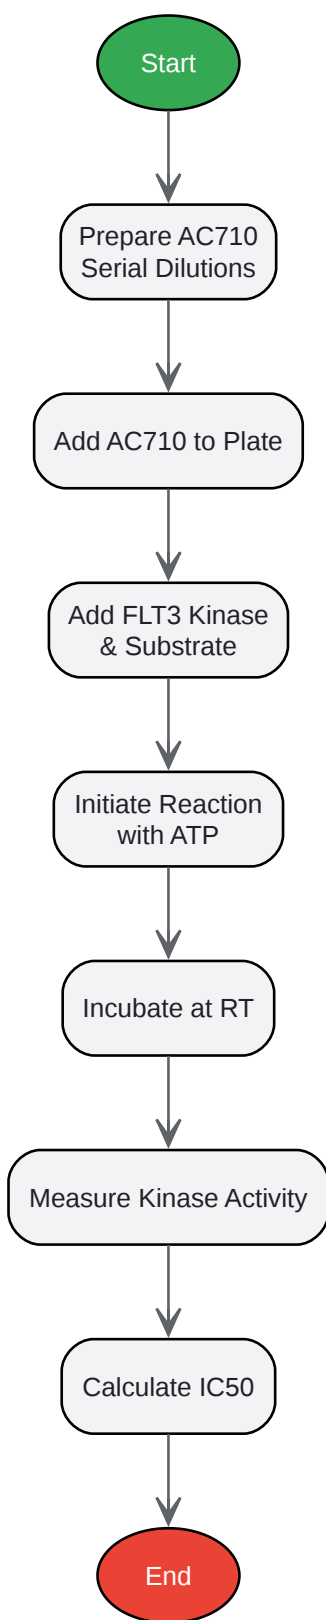 Start
Prepare AC710
Serial Dilutions
Add AC710 to Plate
Add FLT3 Kinase
& Substrate
Initiate Reaction
with ATP
Incubate at RT
Measure Kinase Activity
Calculate IC50
End